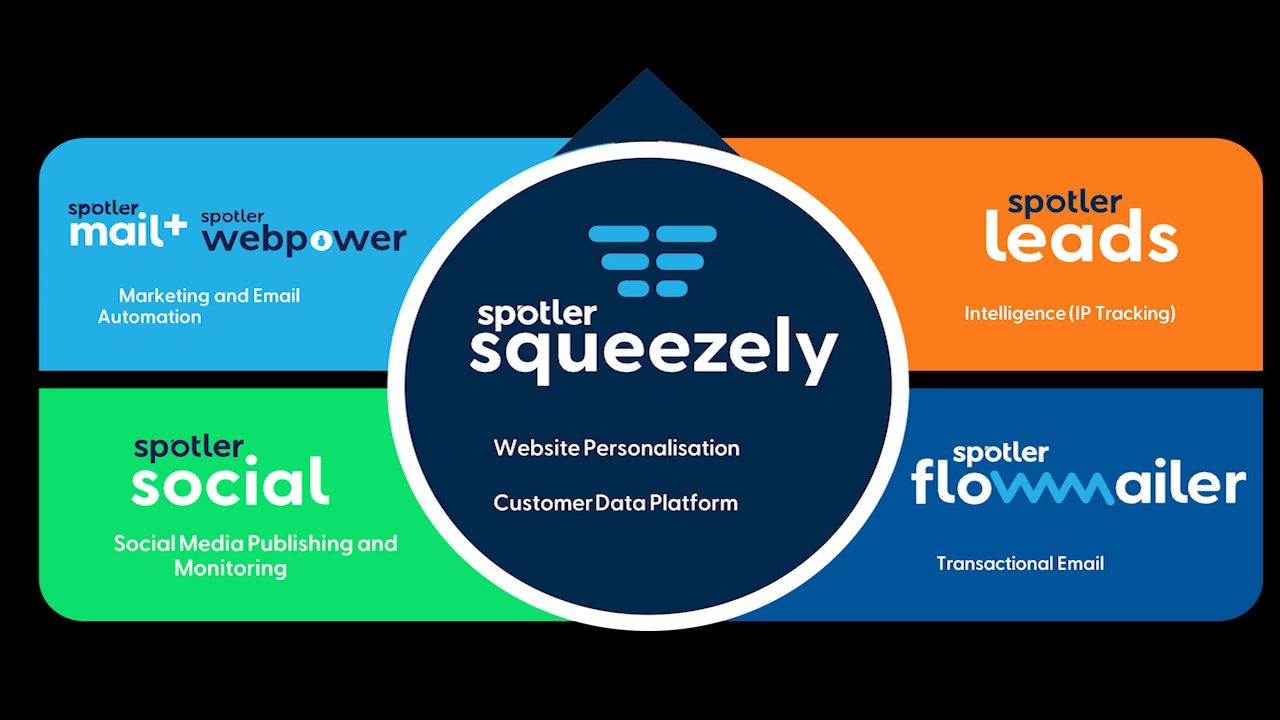 spotler
mail+
spotler
webpower
Marketing and Email
Automation
spotler
squeezely
Website Personalisation
Customer Data Platform
spotler
leads
Intelligence (IP Tracking)
spotler
social
Social Media Publishing and
Monitoring
spotler
flowmailer
Transactional Email